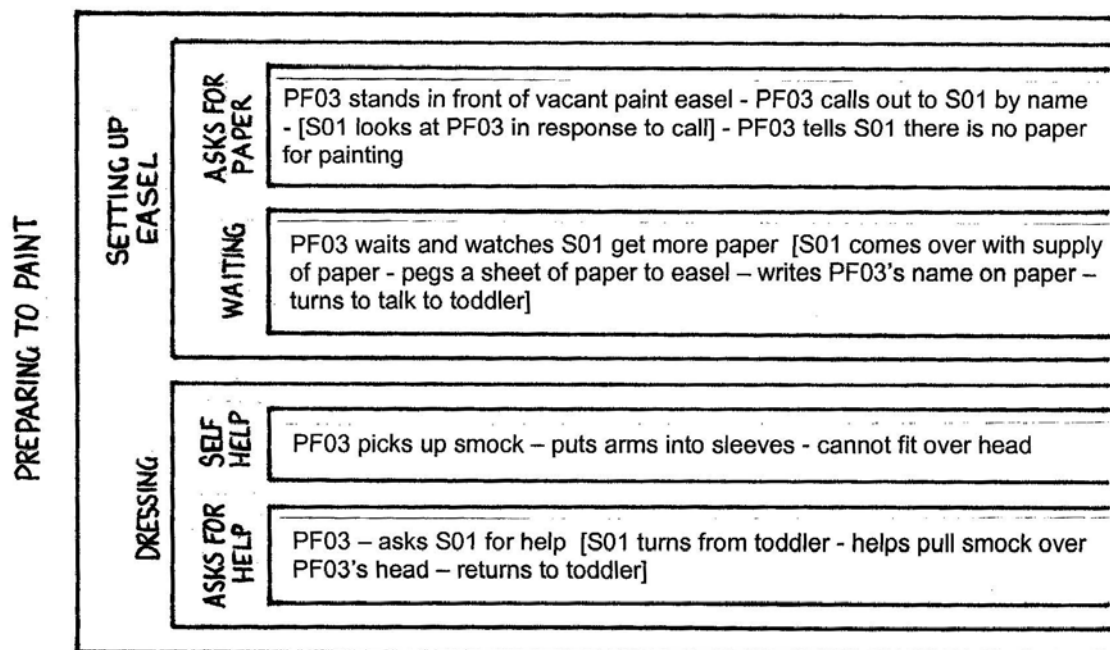 PREPARING TO PAINT
SETTING UP
EASEL
ASKS FOR
PAPER
PF03 stands in front of vacant paint easel - PF03 calls out to S01 by name
- [S01 looks at PF03 in response to call] - PF03 tells S01 there is no paper
for painting
WAITING
PF03 waits and watches S01 get more paper [S01 comes over with supply
of paper - pegs a sheet of paper to easel – writes PF03's name on paper –
turns to talk to toddler]
DRESSING
SELF
HELP
PF03 picks up smock – puts arms into sleeves - cannot fit over head
ASKS FOR
HELP
PF03 – asks S01 for help [S01 turns from toddler - helps pull smock over
PF03's head – returns to toddler]